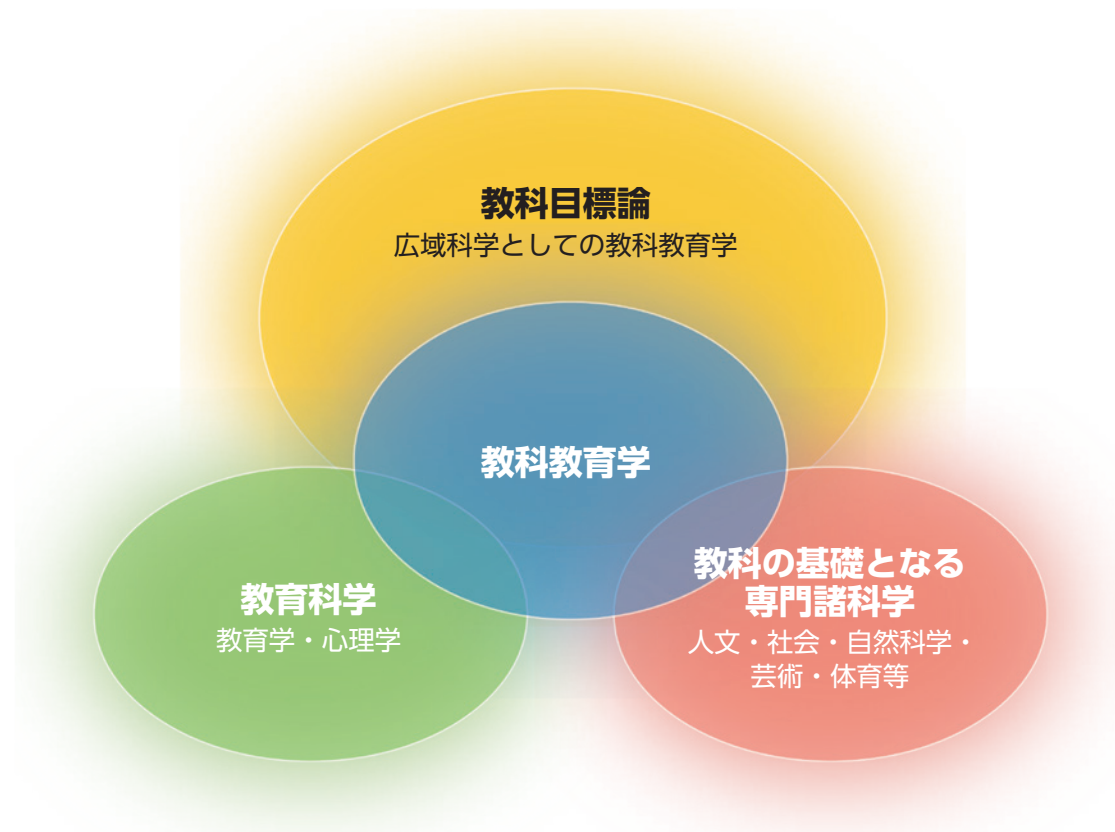 教科目標論
広域科学としての教科教育学
教科教育学
教育科学
教育学・心理学
教科の基礎となる
専門諸科学
人文・社会・自然科学・
芸術・体育等